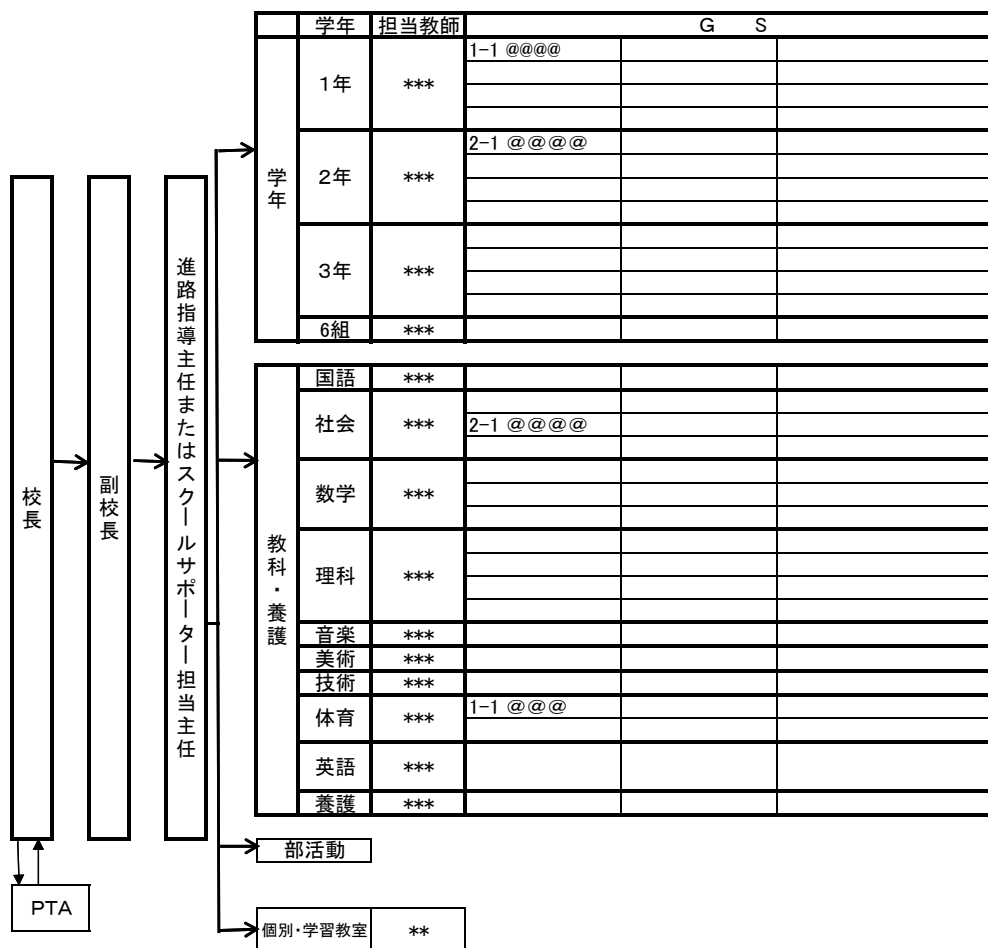 学年 担当教師 Ｇ Ｓ
学年
1年 *** 1-1 @@@@
2年 *** 2-1 @@@@
3年 ***
6組 ***
校長
副校長
進路指導主任またはスクールサポーター担当主任
教科・養護
国語 ***
社会 *** 2-1 @@@@
数学 ***
理科 ***
音楽 ***
美術 ***
技術 ***
体育 *** 1-1 @@@
英語 ***
養護 ***
部活動
PTA
個別・学習教室 **